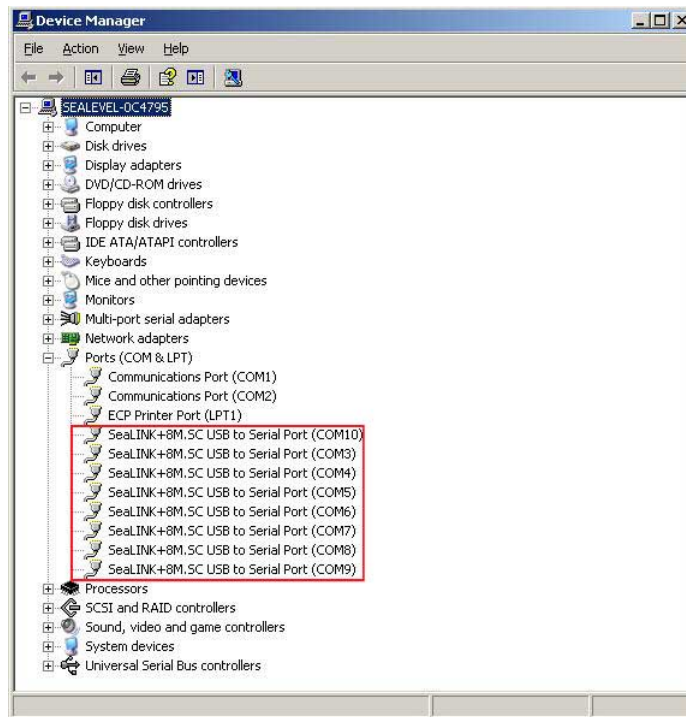 Device Manager
File Action View Help
SEALEVEL-0C4795
Computer
Disk drives
Display adapters
DVD/CD-ROM drives
Floppy disk controllers
Floppy disk drives
IDE ATA/ATAPI controllers
Keyboards
Mice and other pointing devices
Monitors
Multi-port serial adapters
Network adapters
Ports (COM & LPT)
Communications Port (COM1)
Communications Port (COM2)
ECP Printer Port (LPT1)
SeaLINK+8M.SC USB to Serial Port (COM10)
SeaLINK+8M.SC USB to Serial Port (COM3)
SeaLINK+8M.SC USB to Serial Port (COM4)
SeaLINK+8M.SC USB to Serial Port (COM5)
SeaLINK+8M.SC USB to Serial Port (COM6)
SeaLINK+8M.SC USB to Serial Port (COM7)
SeaLINK+8M.SC USB to Serial Port (COM8)
SeaLINK+8M.SC USB to Serial Port (COM9)
Processors
SCSI and RAID controllers
Sound, video and game controllers
System devices
Universal Serial Bus controllers